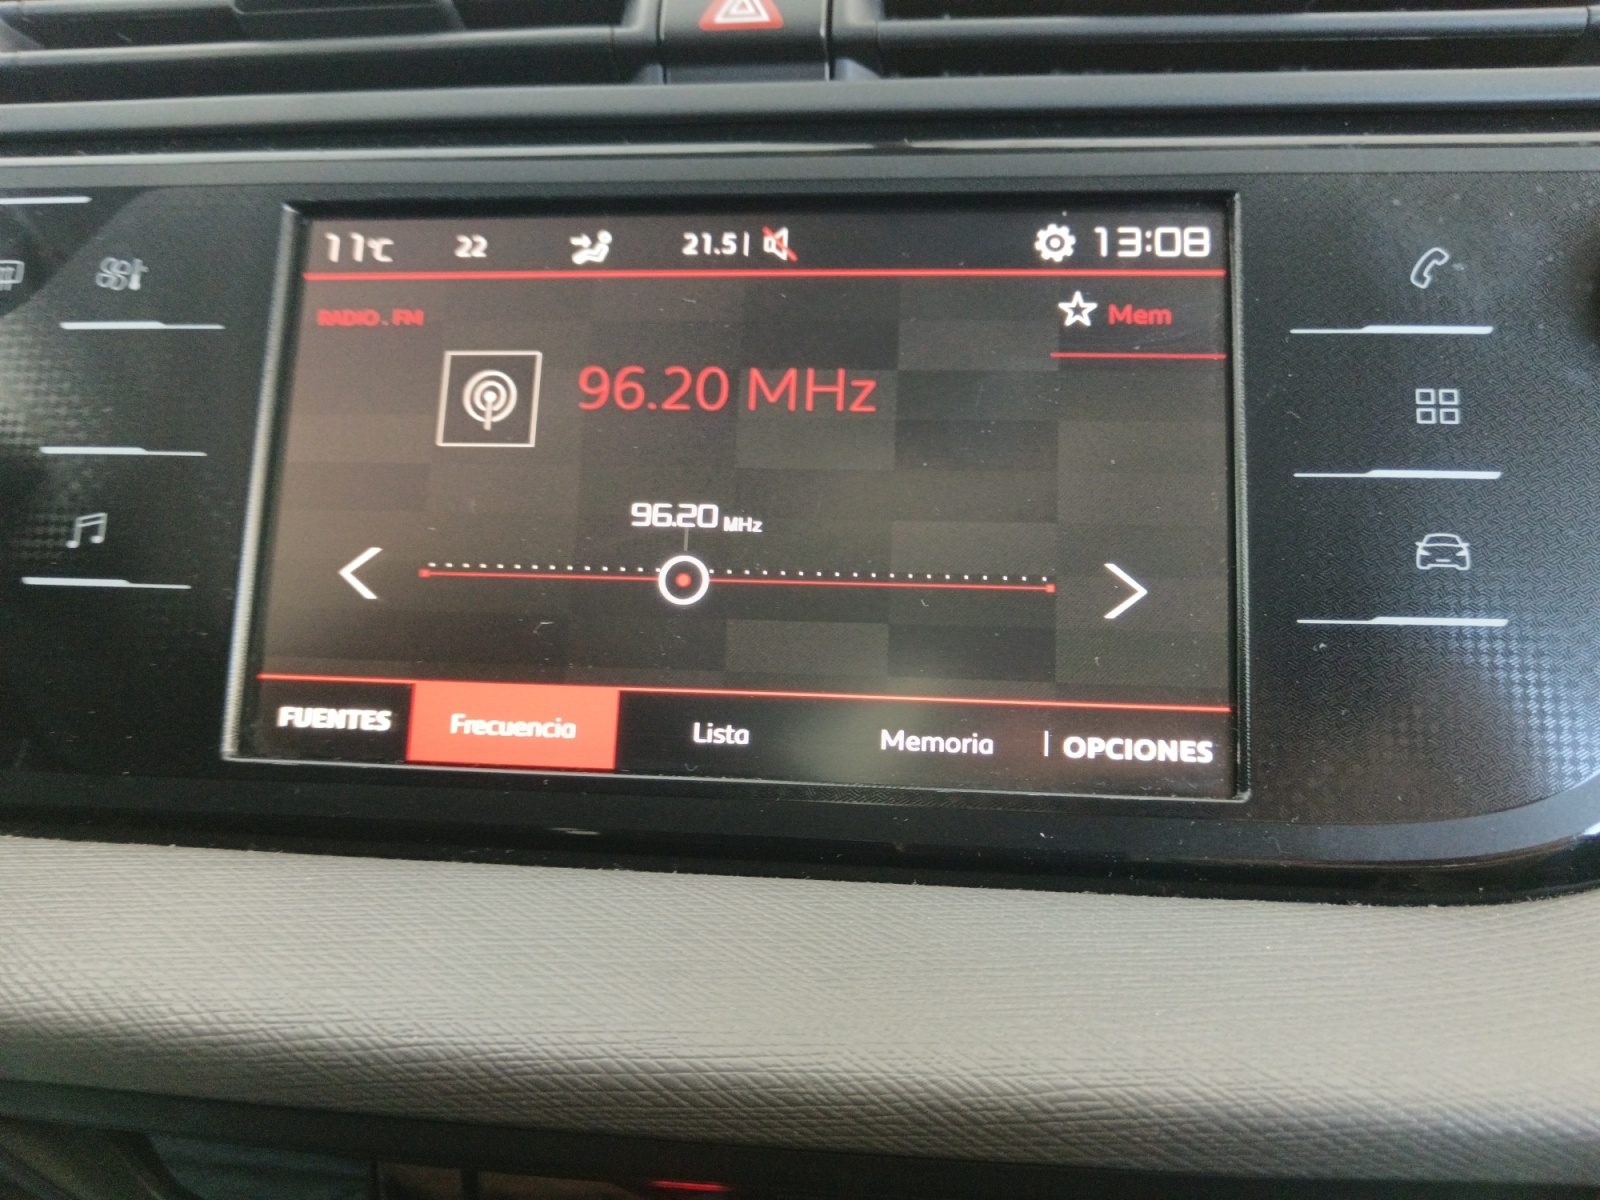 11°C 22 21.5 13:08
RADIO . FM
Mem
96.20 MHz
96.20 MHz
FUENTES Frecuencia Lista Memoria OPCIONES